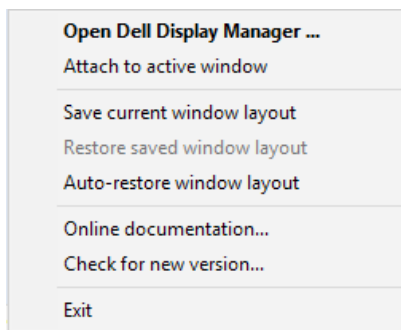 Open Dell Display Manager ...
Attach to active window
Save current window layout
Restore saved window layout
Auto-restore window layout
Online documentation...
Check for new version...
Exit